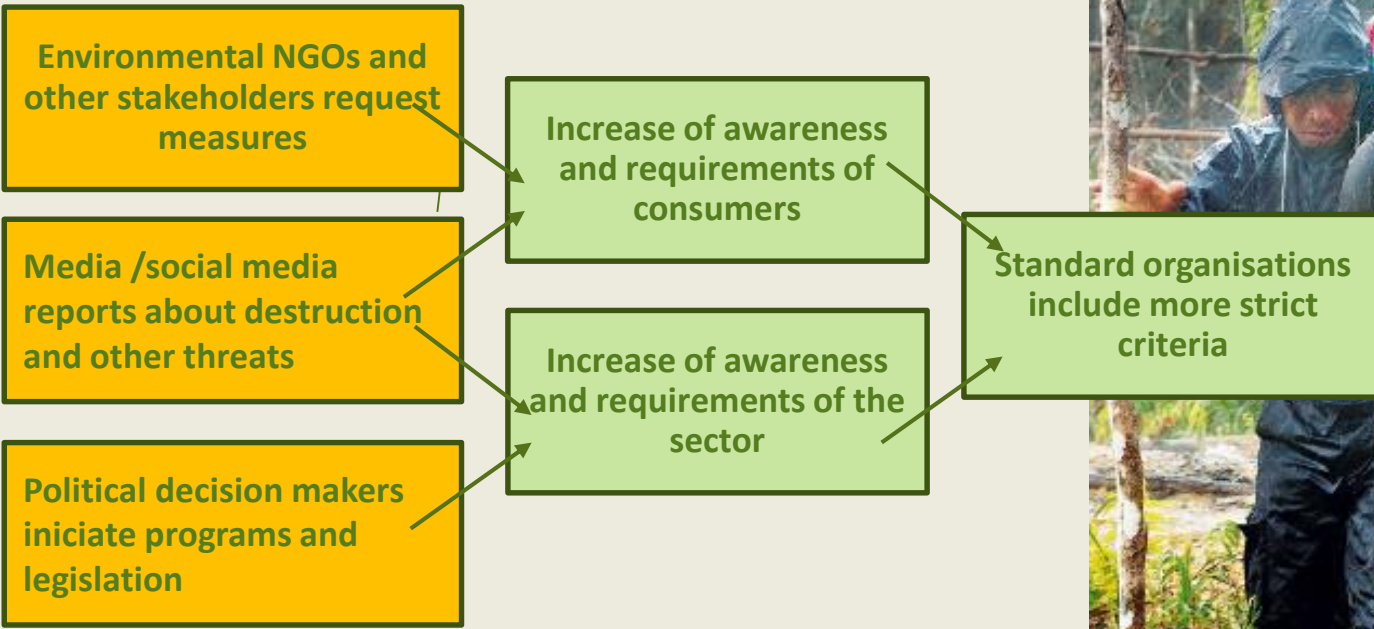 Environmental NGOs and
other stakeholders request
measures
Media /social media
reports about destruction
and other threats
Political decision makers
iniciate programs and
legislation
Increase of awareness
and requirements of
consumers
Increase of awareness
and requirements of the
sector
Standard organisations
include more strict
criteria